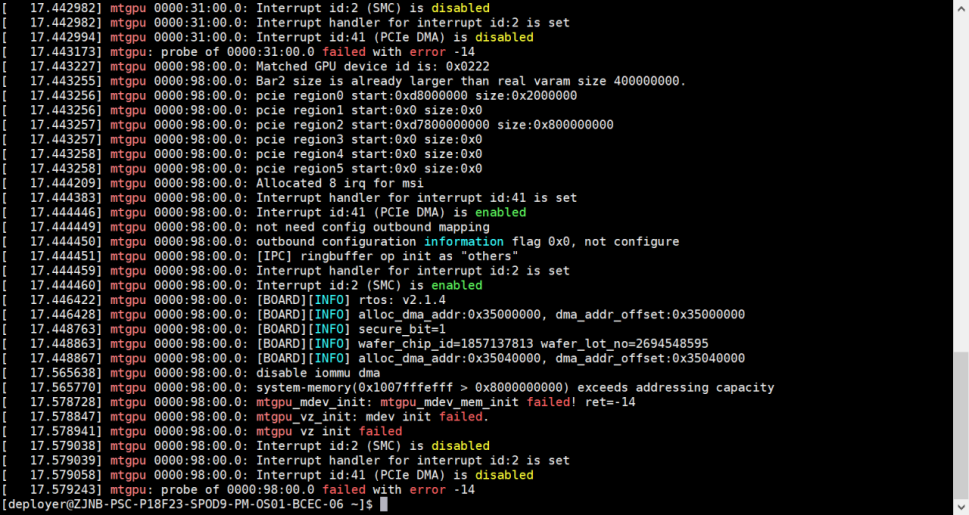 [   17.442982] mtgpu 0000:31:00.0: Interrupt id:2 (SMC) is disabled
[   17.442982] mtgpu 0000:31:00.0: Interrupt handler for interrupt id:2 is set
[   17.442994] mtgpu 0000:31:00.0: Interrupt id:41 (PCIe DMA) is disabled
[   17.443173] mtgpu: probe of 0000:31:00.0 failed with error -14
[   17.443227] mtgpu 0000:98:00.0: Matched GPU device id is: 0x0222
[   17.443255] mtgpu 0000:98:00.0: Bar2 size is already larger than real varam size 400000000.
[   17.443256] mtgpu 0000:98:00.0: pcie region0 start:0xd8000000 size:0x2000000
[   17.443256] mtgpu 0000:98:00.0: pcie region1 start:0x0 size:0x0
[   17.443257] mtgpu 0000:98:00.0: pcie region2 start:0xd7800000000 size:0x800000000
[   17.443257] mtgpu 0000:98:00.0: pcie region3 start:0x0 size:0x0
[   17.443258] mtgpu 0000:98:00.0: pcie region4 start:0x0 size:0x0
[   17.443258] mtgpu 0000:98:00.0: pcie region5 start:0x0 size:0x0
[   17.444209] mtgpu 0000:98:00.0: Allocated 8 irq for msi
[   17.444383] mtgpu 0000:98:00.0: Interrupt handler for interrupt id:41 is set
[   17.444446] mtgpu 0000:98:00.0: Interrupt id:41 (PCIe DMA) is enabled
[   17.444449] mtgpu 0000:98:00.0: not need config outbound mapping
[   17.444450] mtgpu 0000:98:00.0: outbound configuration information flag 0x0, not configure
[   17.444451] mtgpu 0000:98:00.0: [IPC] ringbuffer op init as "others"
[   17.444459] mtgpu 0000:98:00.0: Interrupt handler for interrupt id:2 is set
[   17.444460] mtgpu 0000:98:00.0: Interrupt id:2 (SMC) is enabled
[   17.446422] mtgpu 0000:98:00.0: [BOARD][INFO] rtos: v2.1.4
[   17.446428] mtgpu 0000:98:00.0: [BOARD][INFO] alloc_dma_addr:0x35000000, dma_addr_offset:0x35000000
[   17.448763] mtgpu 0000:98:00.0: [BOARD][INFO] secure_bit=1
[   17.448863] mtgpu 0000:98:00.0: [BOARD][INFO] wafer_chip_id=1857137813 wafer_lot_no=2694548595
[   17.448867] mtgpu 0000:98:00.0: [BOARD][INFO] alloc_dma_addr:0x35040000, dma_addr_offset:0x35040000
[   17.565638] mtgpu 0000:98:00.0: disable iommu dma
[   17.565770] mtgpu 0000:98:00.0: system-memory(0x1007fffefff > 0x8000000000) exceeds addressing capacity
[   17.578728] mtgpu 0000:98:00.0: mtgpu_mdev_init: mtgpu_mdev_mem_init failed! ret=-14
[   17.578847] mtgpu 0000:98:00.0: mtgpu_vz_init: mdev init failed.
[   17.578941] mtgpu 0000:98:00.0: mtgpu vz init failed
[   17.579038] mtgpu 0000:98:00.0: Interrupt id:2 (SMC) is disabled
[   17.579039] mtgpu 0000:98:00.0: Interrupt handler for interrupt id:2 is set
[   17.579058] mtgpu 0000:98:00.0: Interrupt id:41 (PCIe DMA) is disabled
[   17.579243] mtgpu: probe of 0000:98:00.0 failed with error -14
[deployer@ZJNB-PSC-P18F23-SPOD9-PM-OS01-BCEC-06 ~]$